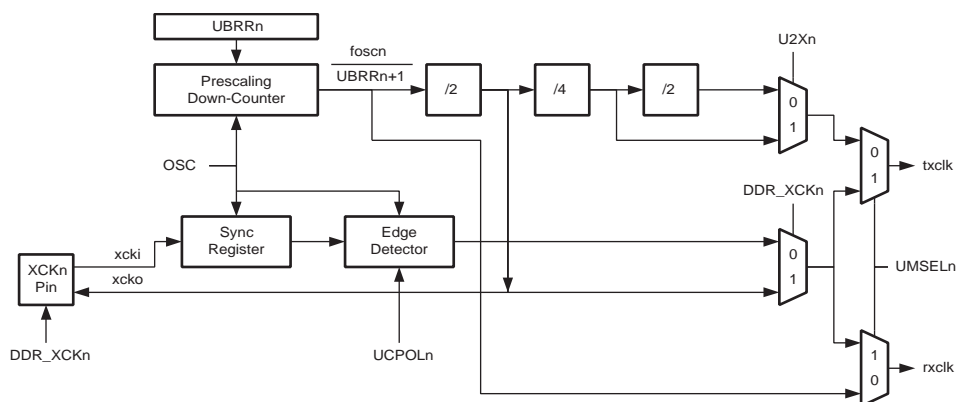 UBRRn
foscn
UBRRn+1
U2Xn
Prescaling
Down-Counter
/2
/4
/2
0
1
OSC
0
1
txclk
DDR_XCKn
Sync
Register
Edge
Detector
xcki
0
1
XCKn
Pin
xcko
UMSELn
DDR_XCKn
UCPOLn
1
0
rxclk